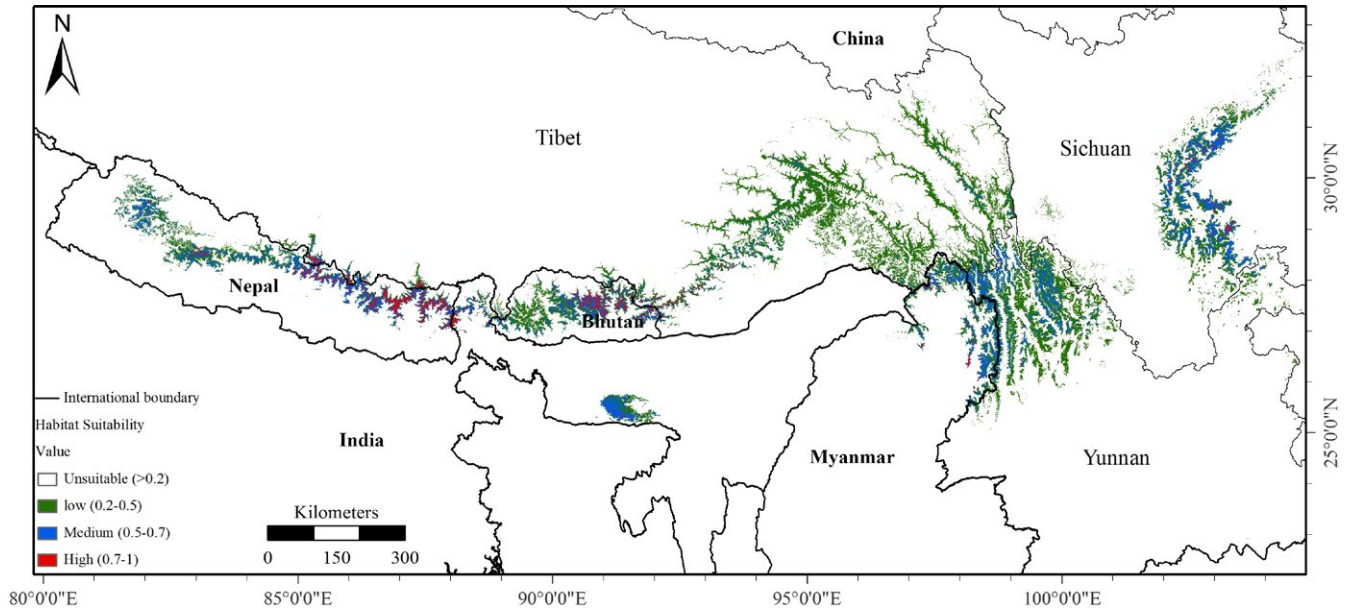 N
China
Tibet
Sichuan
30°0'0"N
Nepal
Bhutan
International boundary
Habitat Suitability
Value
Unsuitable (>0.2)
low (0.2-0.5)
Medium (0.5-0.7)
High (0.7-1)
India
Kilometers
0 150 300
Myanmar
Yunnan
25°0'0"N
80°0'0"E 85°0'0"E 90°0'0"E 95°0'0"E 100°0'0"E